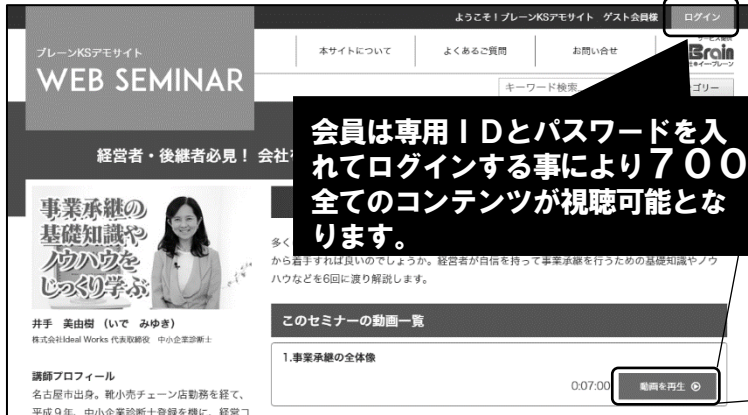 ようこそ！ブレーンKSデモサイト ゲスト会員様
ログイン
ブレーンKSデモサイト
WEB SEMINAR
本サイトについて
よくあるご質問
お問い合せ
サービス提供
Brain
キーワード検索
ゴリー
会員は専用ＩＤとパスワードを入
れてログインする事により７００
全てのコンテンツが視聴可能とな
ります。
経営者・後継者必見！ 会社
事業承継の
基礎知識や
ノウハウを
じっくり学ぶ
多く
から着手すれば良いのでしょうか。経営者が自信を持って事業承継を行うための基礎知識やノウ
ハウなどを6回に渡り解説します。
井手 美由樹 （いで みゆき）
株式会社Ideal Works 代表取締役 中小企業診断士
このセミナーの動画一覧
1.事業承継の全体像
0:07:00
動画を再生
講師プロフィール
名古屋市出身。靴小売チェーン店勤務を経て、
平成９年、中小企業診断士登録を機に、経営コ